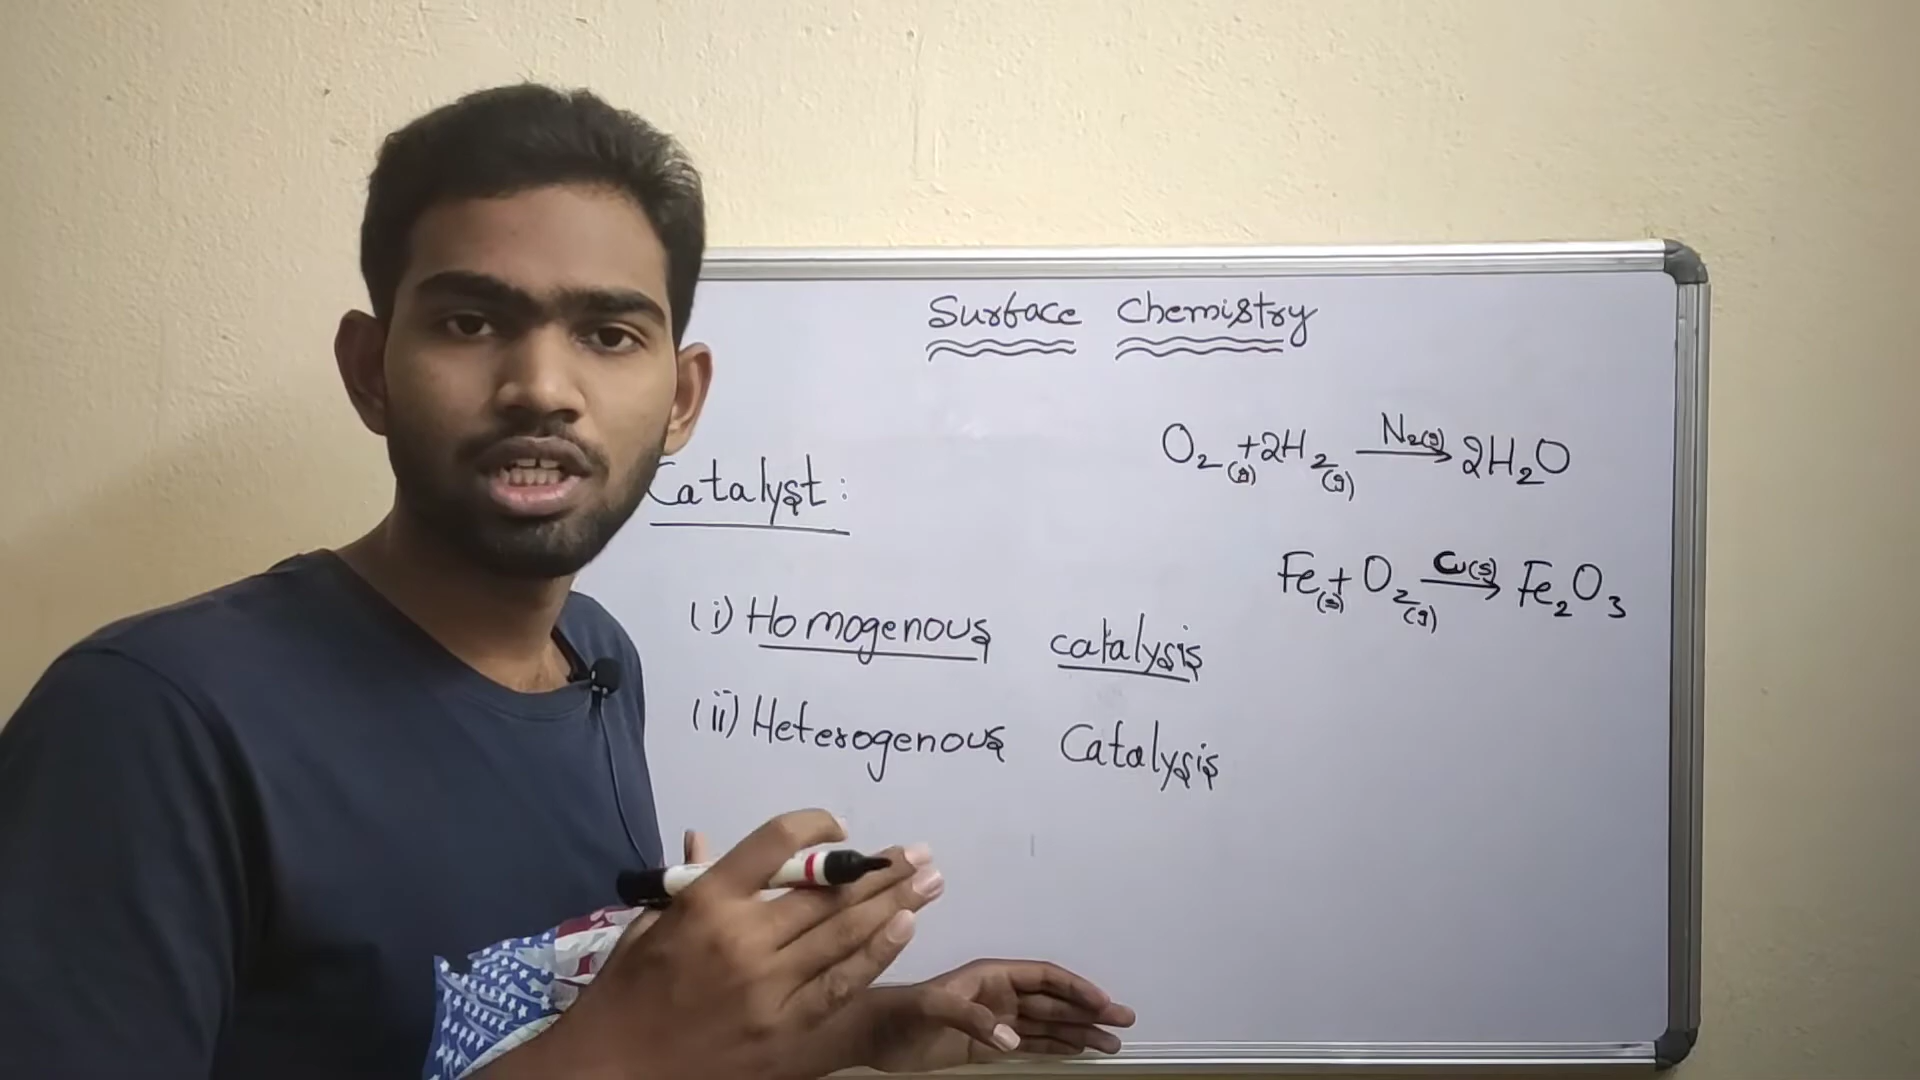 Surface Chemistry
O₂(g) + 2H₂(g) N₂(g) → 2H₂O
Catalyst :
Fe(s) + O₂(g) Cu(s) → Fe₂O₃
(i) Homogenous catalysis
(ii) Heterogenous Catalysis